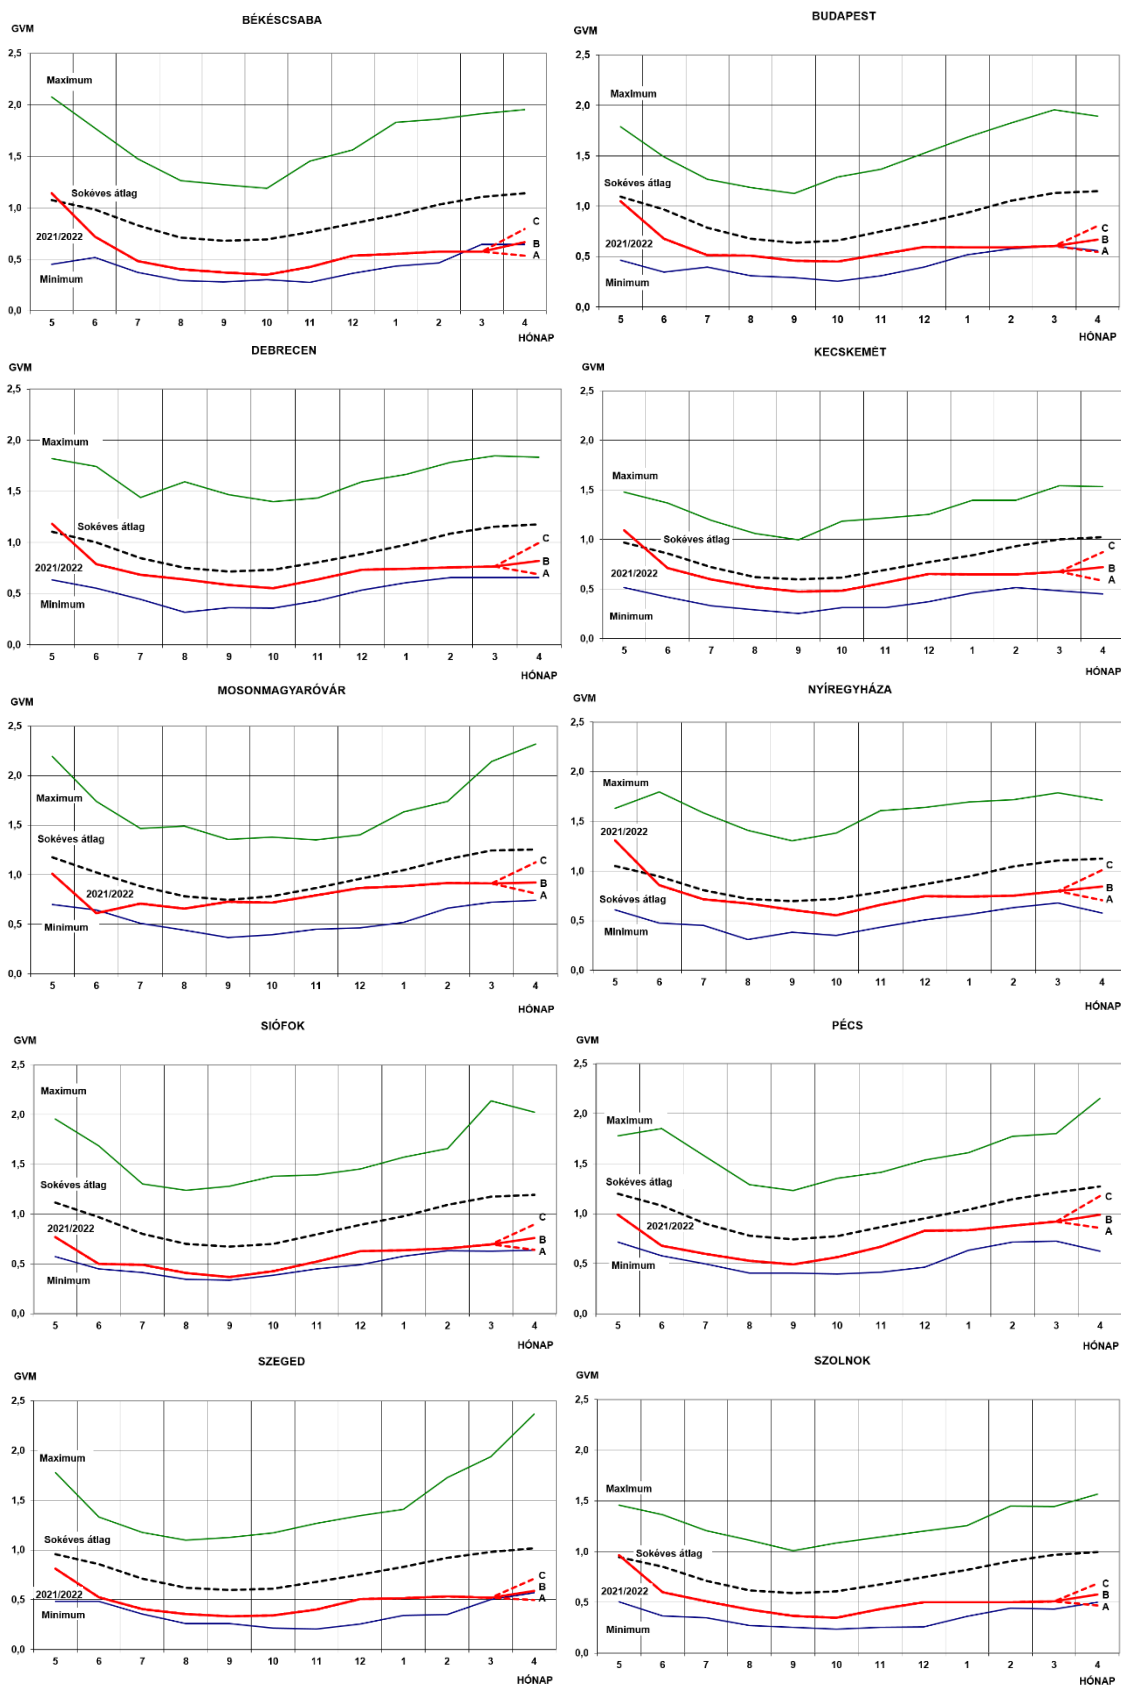 BÉKÉSCSABA
GVM
2,5
2,0
1,5
1,0
0,5
0,0
Maximum
Sokéves átlag
2021/2022
Minimum
C
B
A
5 6 7 8 9 10 11 12 1 2 3 4
HÓNAP
BUDAPEST
GVM
2,5
2,0
1,5
1,0
0,5
0,0
Maximum
Sokéves átlag
2021/2022
Minimum
C
B
A
5 6 7 8 9 10 11 12 1 2 3 4
HÓNAP
DEBRECEN
GVM
2,5
2,0
1,5
1,0
0,5
0,0
Maximum
Sokéves átlag
2021/2022
Minimum
C
B
A
5 6 7 8 9 10 11 12 1 2 3 4
HÓNAP
KECSKEMÉT
GVM
2,5
2,0
1,5
1,0
0,5
0,0
Maximum
Sokéves átlag
2021/2022
Minimum
C
B
A
5 6 7 8 9 10 11 12 1 2 3 4
HÓNAP
MOSONMAGYARÓVÁR
GVM
2,5
2,0
1,5
1,0
0,5
0,0
Maximum
Sokéves átlag
2021/2022
Minimum
C
B
A
5 6 7 8 9 10 11 12 1 2 3 4
HÓNAP
NYÍREGYHÁZA
GVM
2,5
2,0
1,5
1,0
0,5
0,0
Maximum
2021/2022
Sokéves átlag
Minimum
C
B
A
5 6 7 8 9 10 11 12 1 2 3 4
HÓNAP
SIÓFOK
GVM
2,5
2,0
1,5
1,0
0,5
0,0
Maximum
Sokéves átlag
2021/2022
Minimum
C
B
A
5 6 7 8 9 10 11 12 1 2 3 4
HÓNAP
PÉCS
GVM
2,5
2,0
1,5
1,0
0,5
0,0
Maximum
Sokéves átlag
2021/2022
Minimum
C
B
A
5 6 7 8 9 10 11 12 1 2 3 4
HÓNAP
SZEGED
GVM
2,5
2,0
1,5
1,0
0,5
0,0
Maximum
Sokéves átlag
2021/2022
Minimum
C
B
A
5 6 7 8 9 10 11 12 1 2 3 4
HÓNAP
SZOLNOK
GVM
2,5
2,0
1,5
1,0
0,5
0,0
Maximum
Sokéves átlag
2021/2022
Minimum
C
B
A
5 6 7 8 9 10 11 12 1 2 3 4
HÓNAP